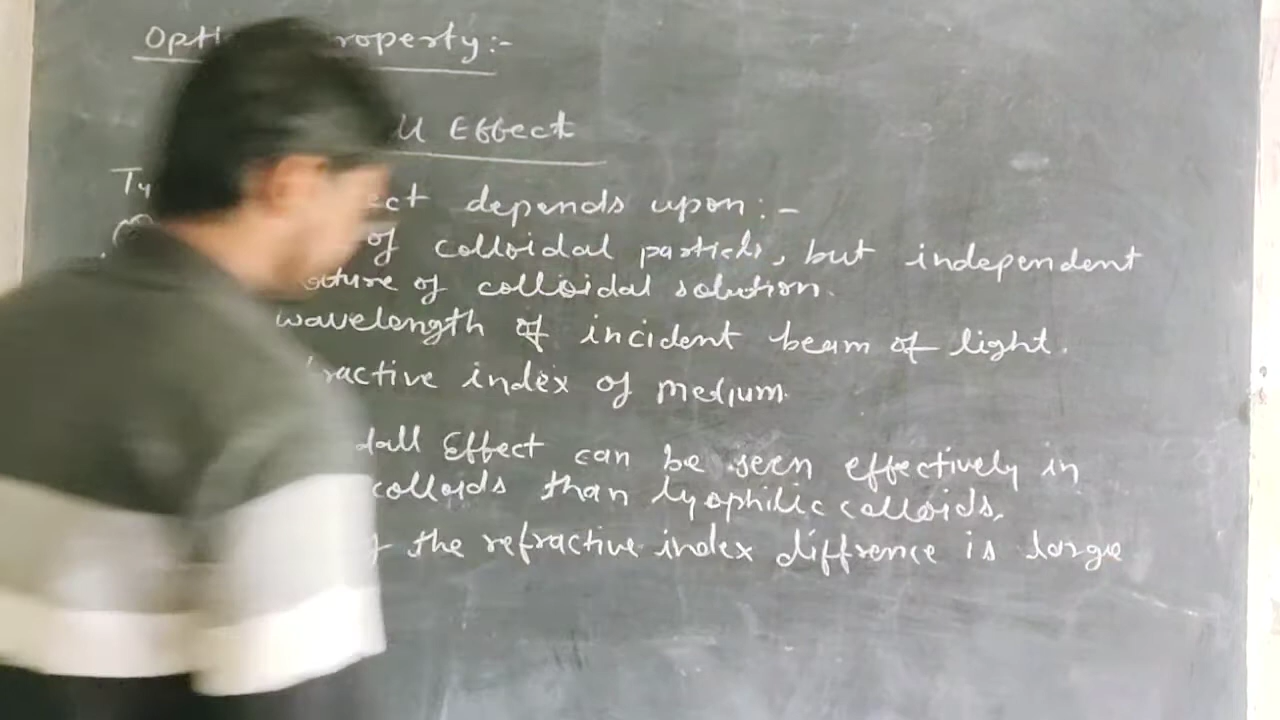 Opti roperty:-
ll Effect
Ty ect depends upon:-
of colloidal particls, but independent
ature of colloidal solution.
wavelength of incident beam of light.
ractive index of medium.
dall Effect can be seen effectively in
colloids than lyophilic colloids.
the refractive index diffrence is large